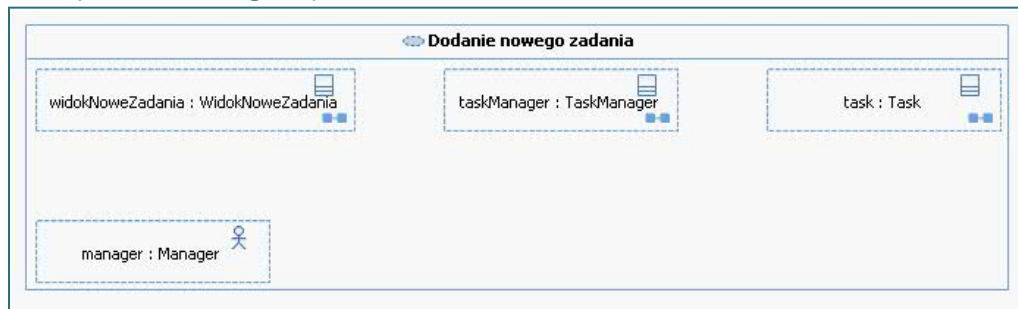 Dodanie nowego zadania
widokNoweZadania : WidokNoweZadania
taskManager : TaskManager
task : Task
manager : Manager